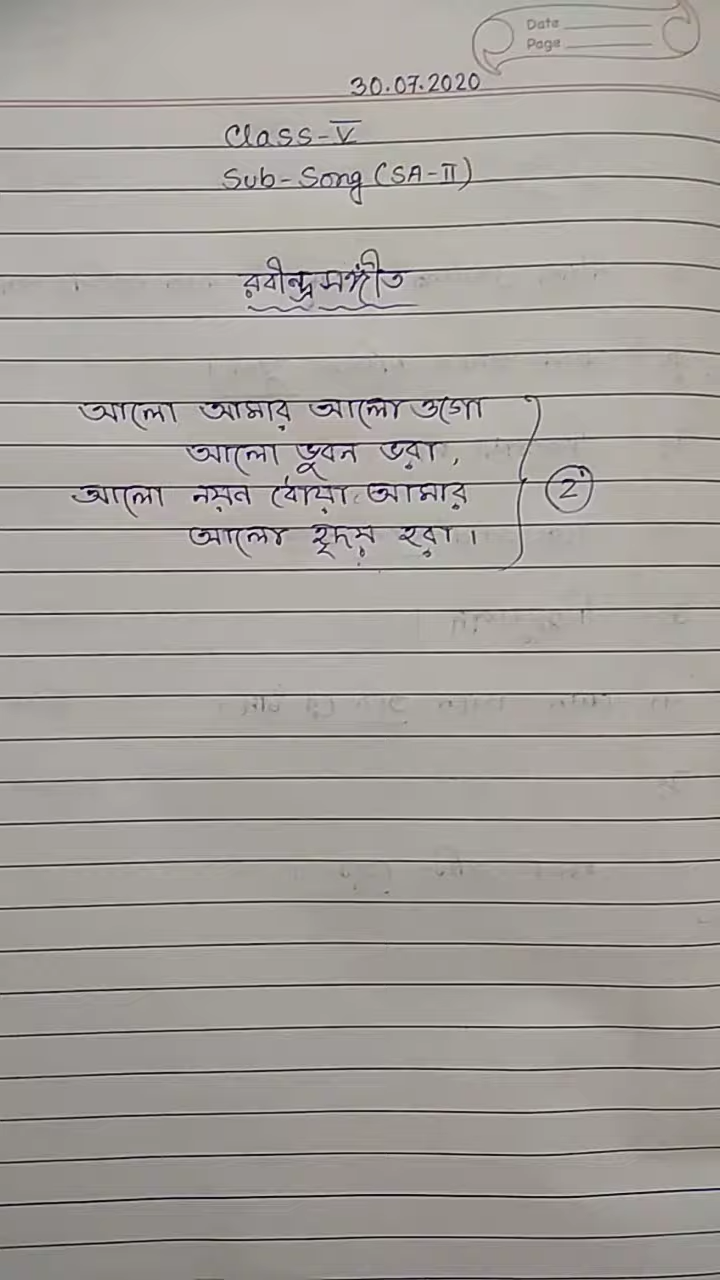 Date
Page
30.07.2020
Class-V
Sub-Song (SA-II)
রবীন্দ্রসঙ্গীত
আলো আমার আলো ওগো
আলো ভুবন ভরা,
আলো নয়ন ধোয়া আমার
আলো হৃদয় হরা।
2